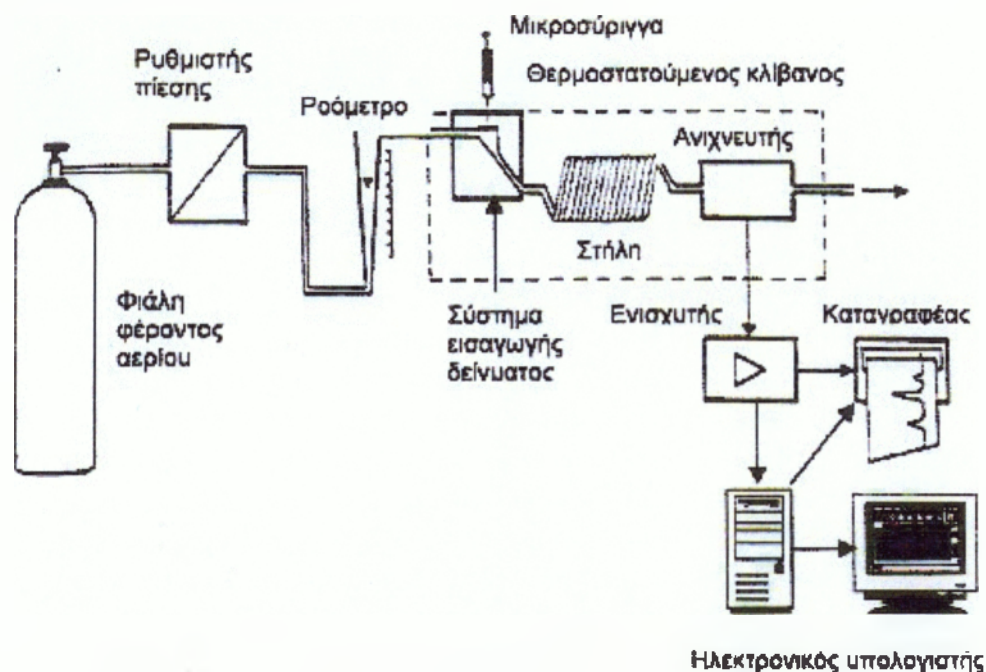 Μικροσύριγγα
Ρυθμιστής
πίεσης
Θερμοστατούμενος κλίβανος
Ροόμετρο
Ανιχνευτής
Στήλη
Φιάλη
φέροντος
αερίου
Σύστημα
εισαγωγής
δείγματος
Ενισχυτής
Καταγραφέας
Ηλεκτρονικός υπολογιστής